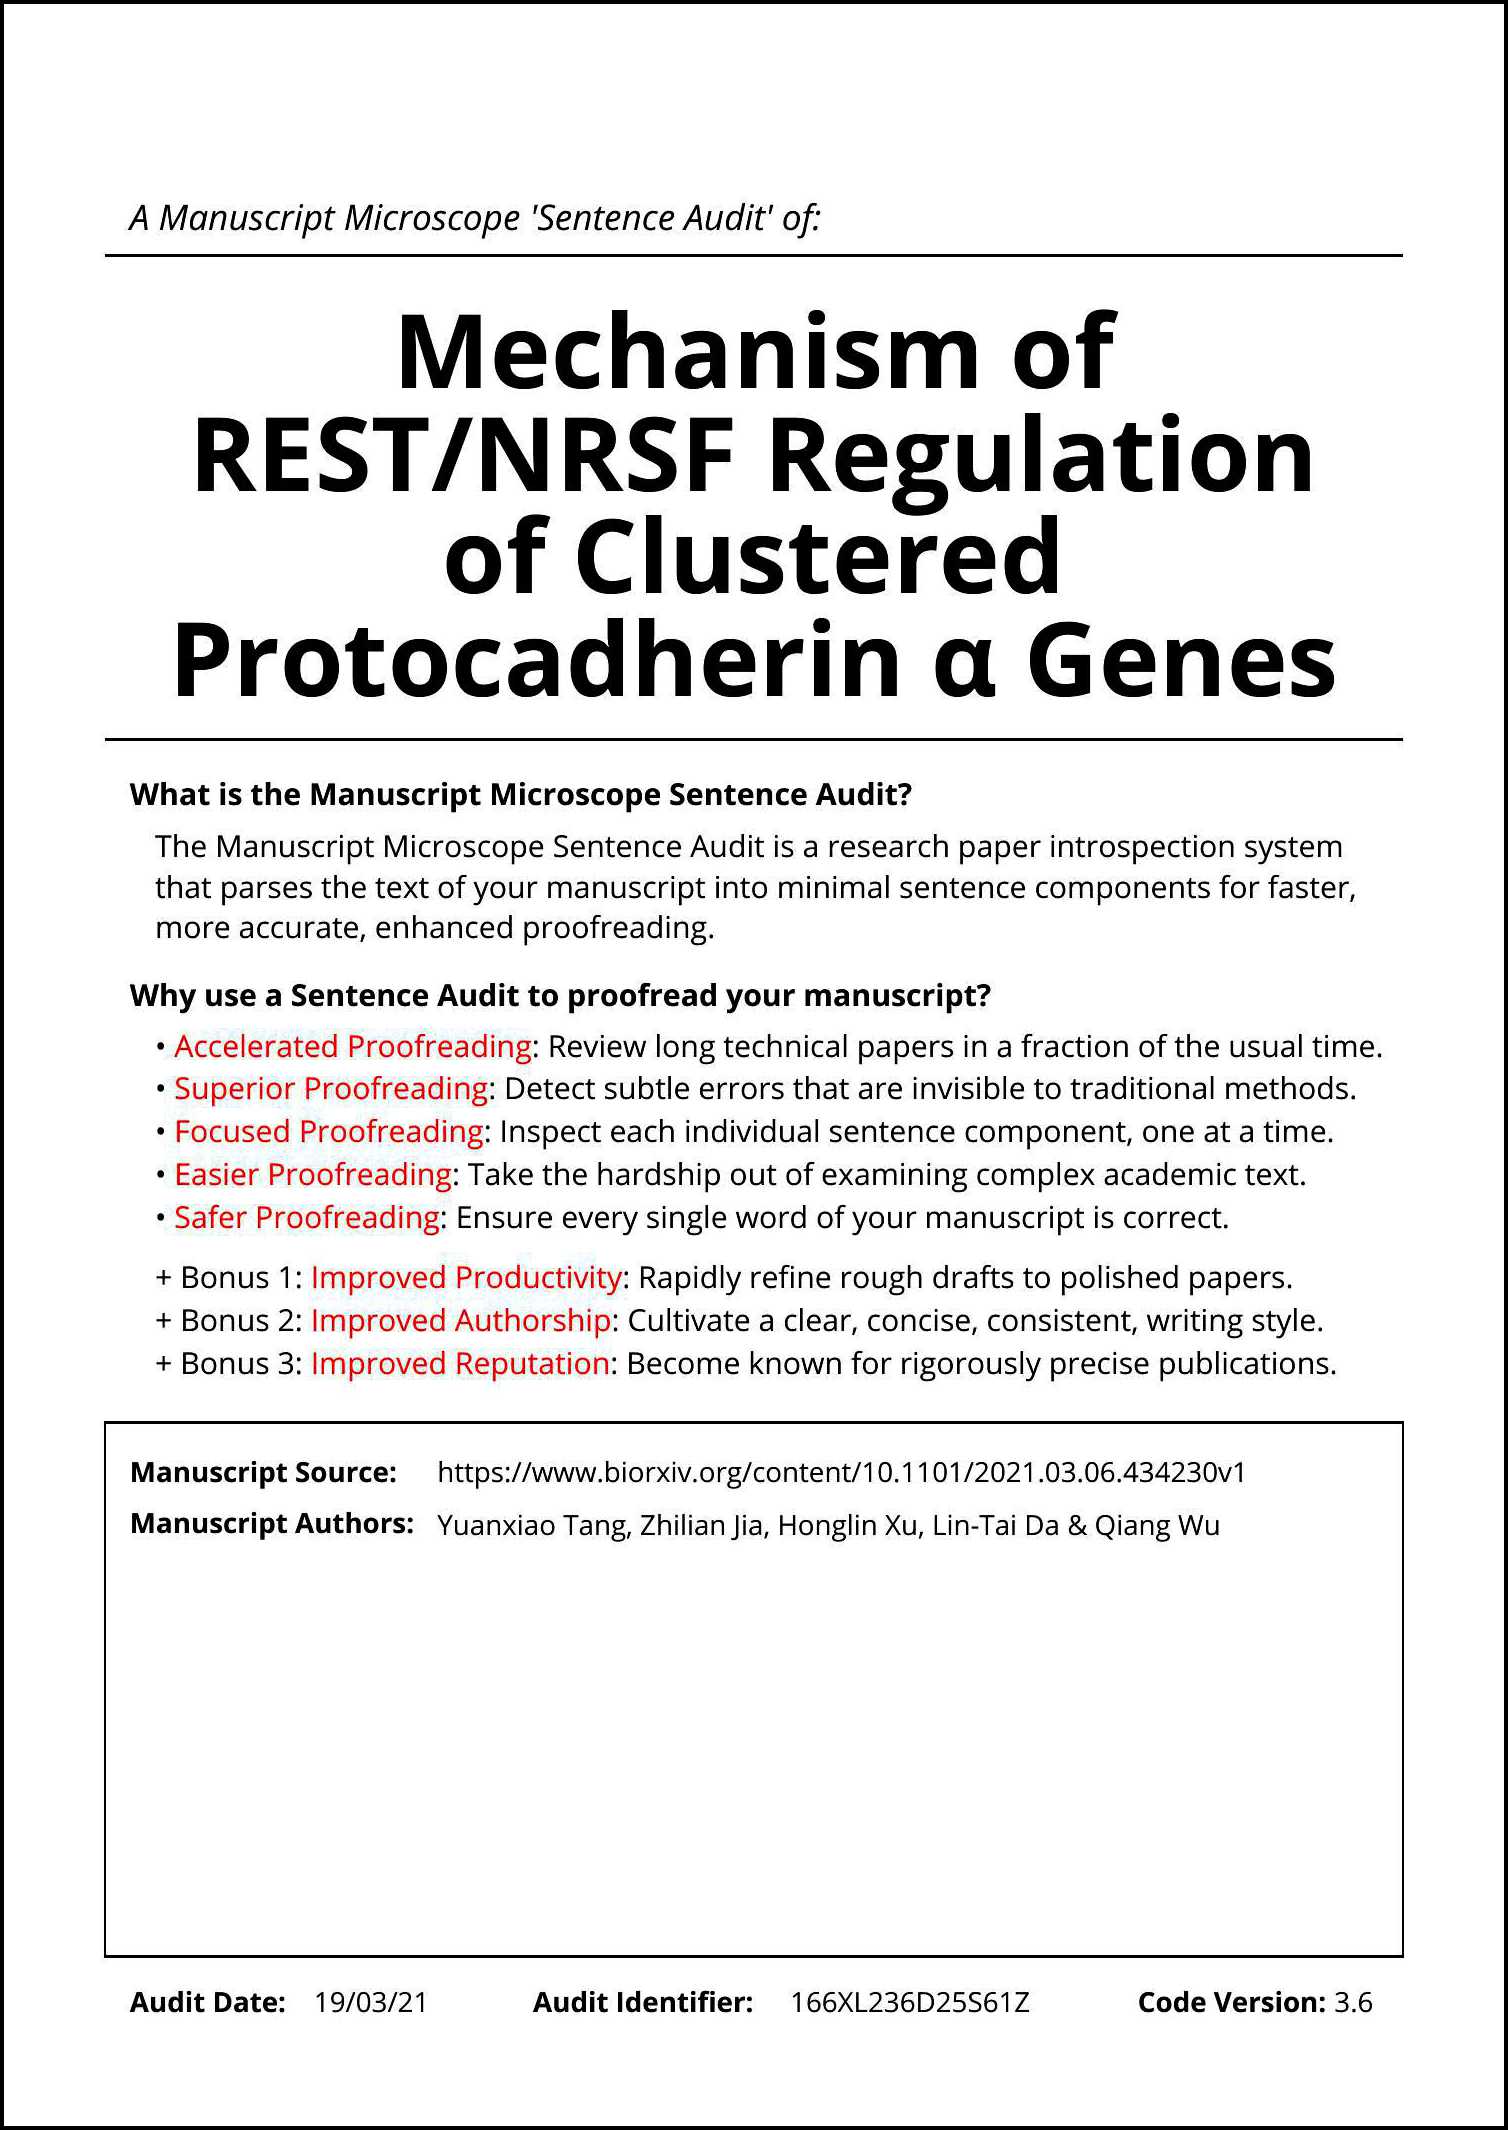 A Manuscript Microscope 'Sentence Audit' of:
Mechanism of
REST/NRSF Regulation
of Clustered
Protocadherin α Genes
What is the Manuscript Microscope Sentence Audit?
The Manuscript Microscope Sentence Audit is a research paper introspection system
that parses the text of your manuscript into minimal sentence components for faster,
more accurate, enhanced proofreading.
Why use a Sentence Audit to proofread your manuscript?
• Accelerated Proofreading: Review long technical papers in a fraction of the usual time.
• Superior Proofreading: Detect subtle errors that are invisible to traditional methods.
• Focused Proofreading: Inspect each individual sentence component, one at a time.
• Easier Proofreading: Take the hardship out of examining complex academic text.
• Safer Proofreading: Ensure every single word of your manuscript is correct.
+ Bonus 1: Improved Productivity: Rapidly refine rough drafts to polished papers.
+ Bonus 2: Improved Authorship: Cultivate a clear, concise, consistent, writing style.
+ Bonus 3: Improved Reputation: Become known for rigorously precise publications.
Manuscript Source: https://www.biorxiv.org/content/10.1101/2021.03.06.434230v1
Manuscript Authors: Yuanxiao Tang, Zhilian Jia, Honglin Xu, Lin-Tai Da & Qiang Wu
Audit Date: 19/03/21 Audit Identifier: 166XL236D25S61Z Code Version: 3.6